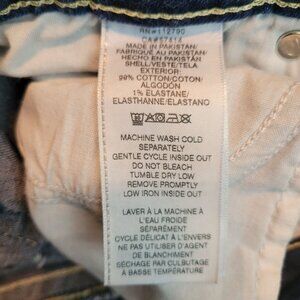 RN#112790
CA#57614
MADE IN PAKISTAN/
FABRIQUÉ AU PAKISTAN/
HECHO EN PAKISTÁN
SHELL/VESTE/TELA
EXTERIOR:
99% COTTON/COTON/
ALGODÓN
1% ELASTANE/
ELASTHANNE/ELASTANO
MACHINE WASH COLD
SEPARATELY
GENTLE CYCLE INSIDE OUT
DO NOT BLEACH
TUMBLE DRY LOW
REMOVE PROMPTLY
LOW IRON INSIDE OUT
LAVER À LA MACHINE À
L'EAU FROIDE
SÉPARÉMENT
CYCLE DÉLICAT À L'ENVERS
NE PAS UTILISER D'AGENT
DE BLANCHIMENT
SÉCHAGE PAR CULBUTAGE
À BASSE TEMPÉRATURE